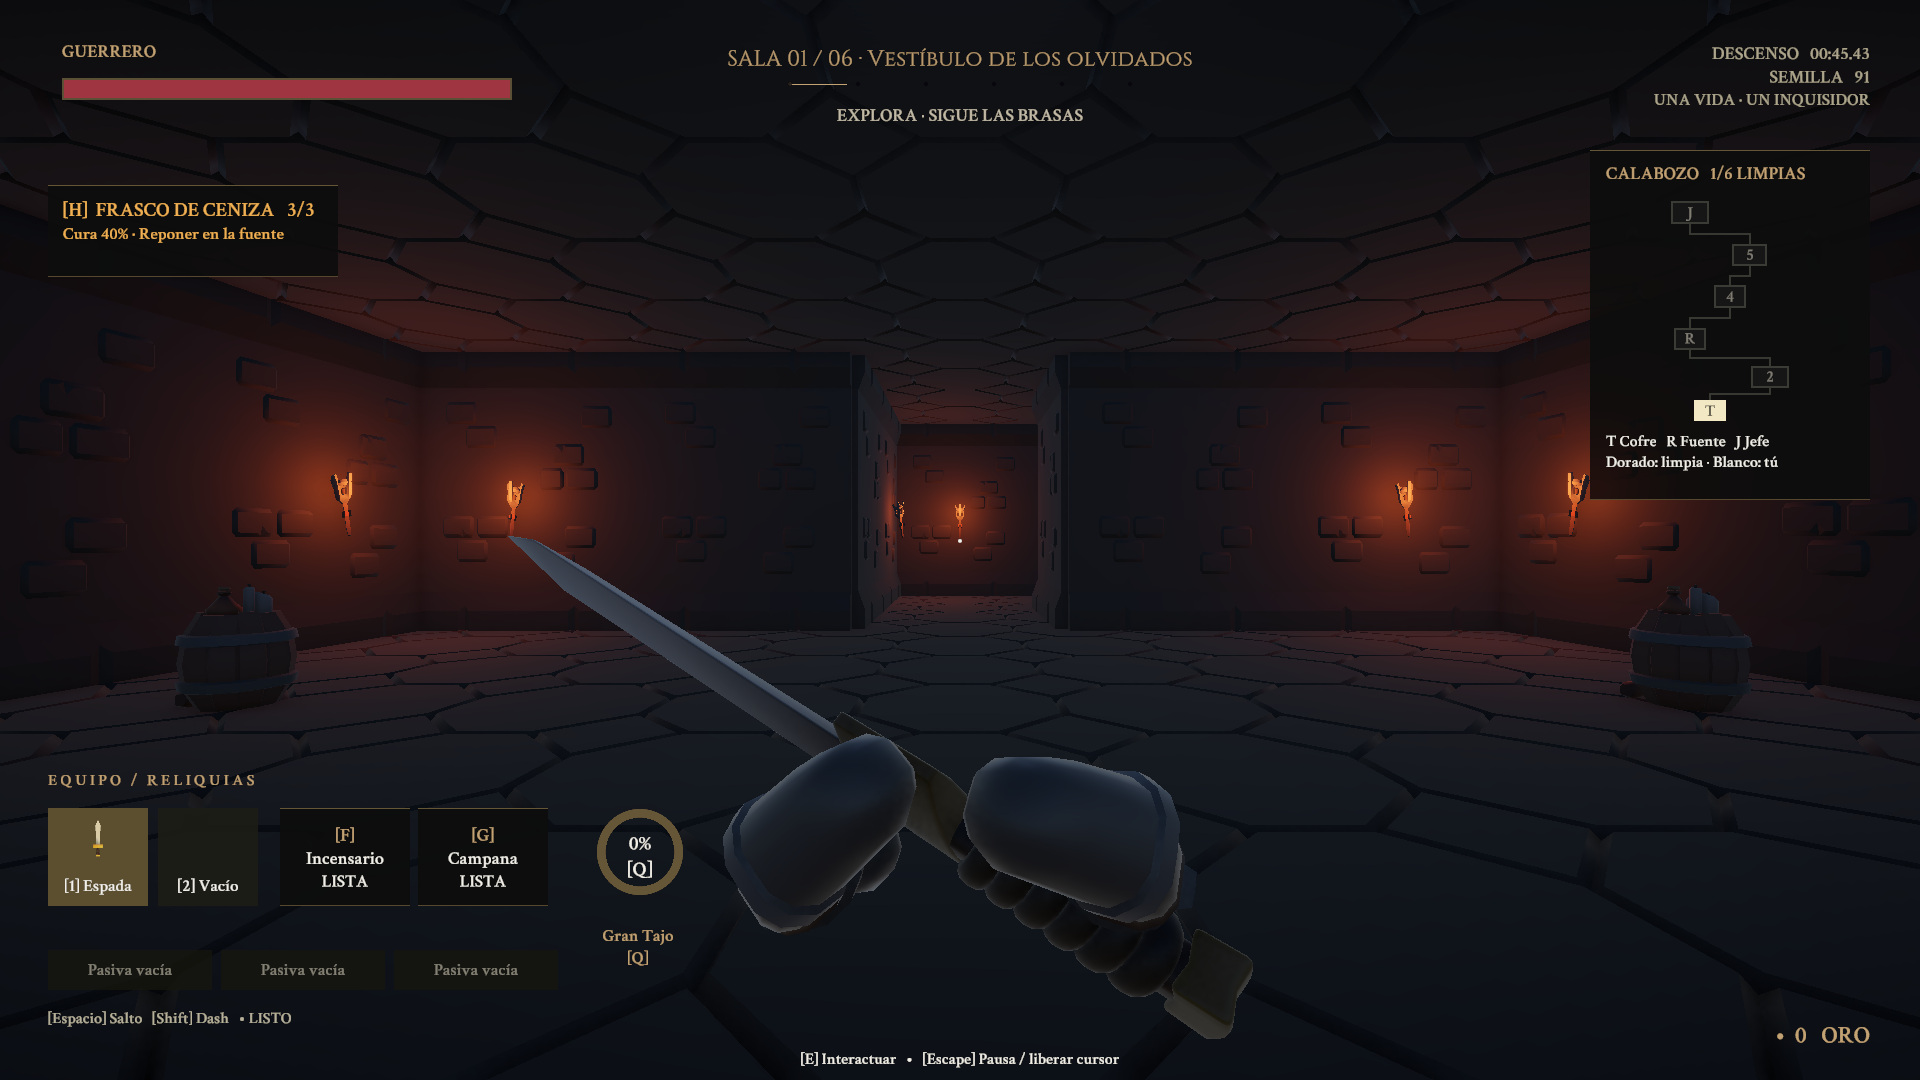 GUERRERO
SALA 01 / 06 · VESTÍBULO DE LOS OLVIDADOS
EXPLORA · SIGUE LAS BRASAS
DESCENSO 00:45.43
SEMILLA 91
UNA VIDA · UN INQUISIDOR
[H] FRASCO DE CENIZA 3/3
Cura 40% · Reponer en la fuente
CALABOZO 1/6 LIMPIAS
J
5
4
R
2
T
T Cofre R Fuente J Jefe
Dorado: limpia · Blanco: tú
EQUIPO / RELIQUIAS
[1] Espada
[2] Vacío
[F]
Incensario
LISTA
[G]
Campana
LISTA
0%
[Q]
Gran Tajo
[Q]
Pasiva vacía
Pasiva vacía
Pasiva vacía
[Espacio] Salto [Shift] Dash • LISTO
[E] Interactuar • [Escape] Pausa / liberar cursor
• 0 ORO